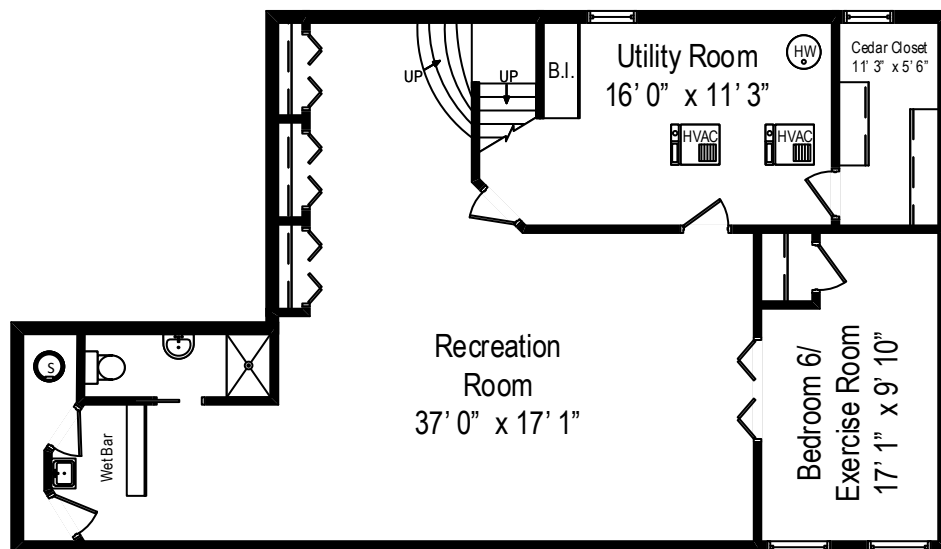 UP
UP
B.I.
Utility Room
16' 0" x 11' 3"
HW
Cedar Closet
11' 3" x 5' 6"
HVAC
HVAC
Recreation
Room
37' 0" x 17' 1"
Bedroom 6/
Exercise Room
17' 1" x 9' 10"
S
Wet Bar